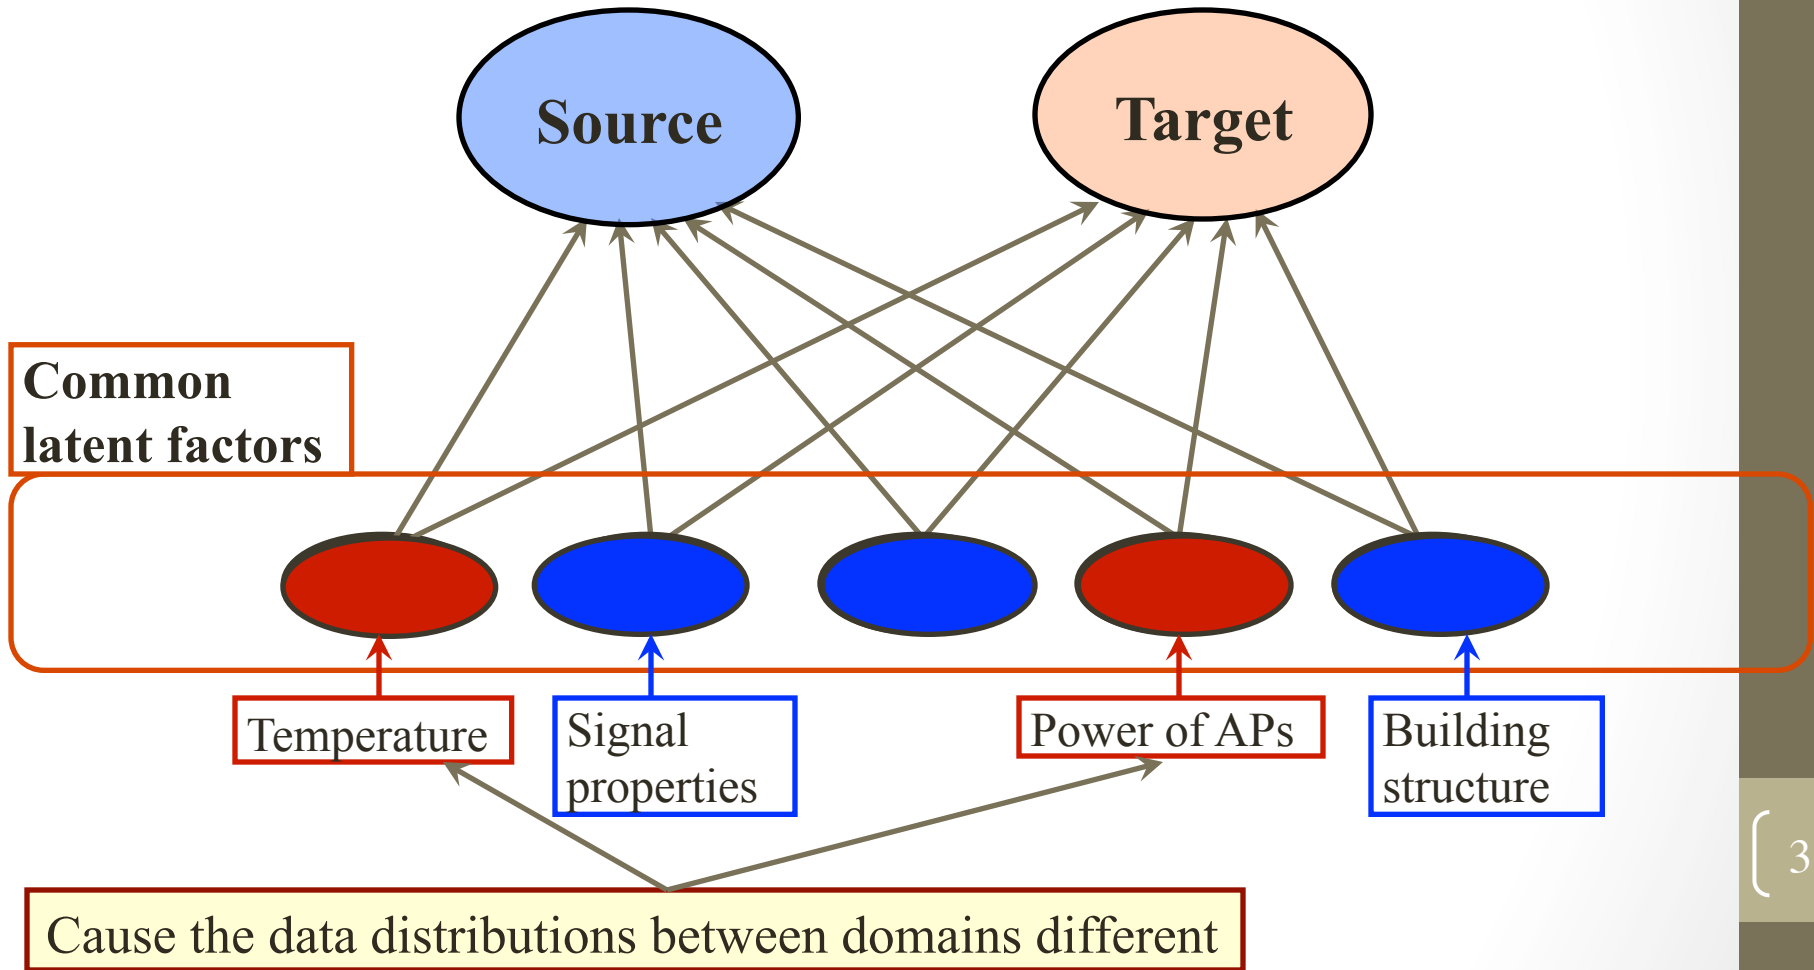 Source
Target
Common
latent factors
Temperature
Signal
properties
Power of APs
Building
structure
Cause the data distributions between domains different
3